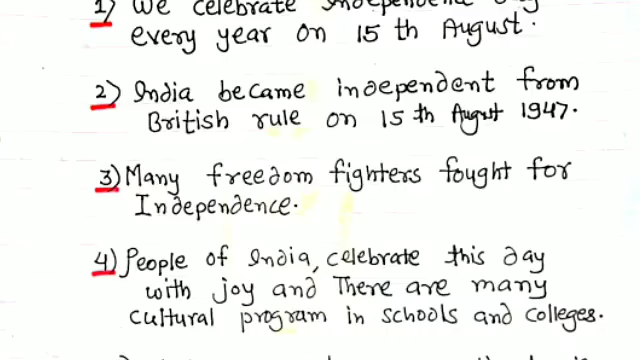 1) We celebrate Independence Day
every year on 15 th August.
2) India became independent from
British rule on 15 th August 1947.
3) Many freedom fighters fought for
Independence.
4) People of India, celebrate this day
with joy and There are many
cultural program in schools and colleges.